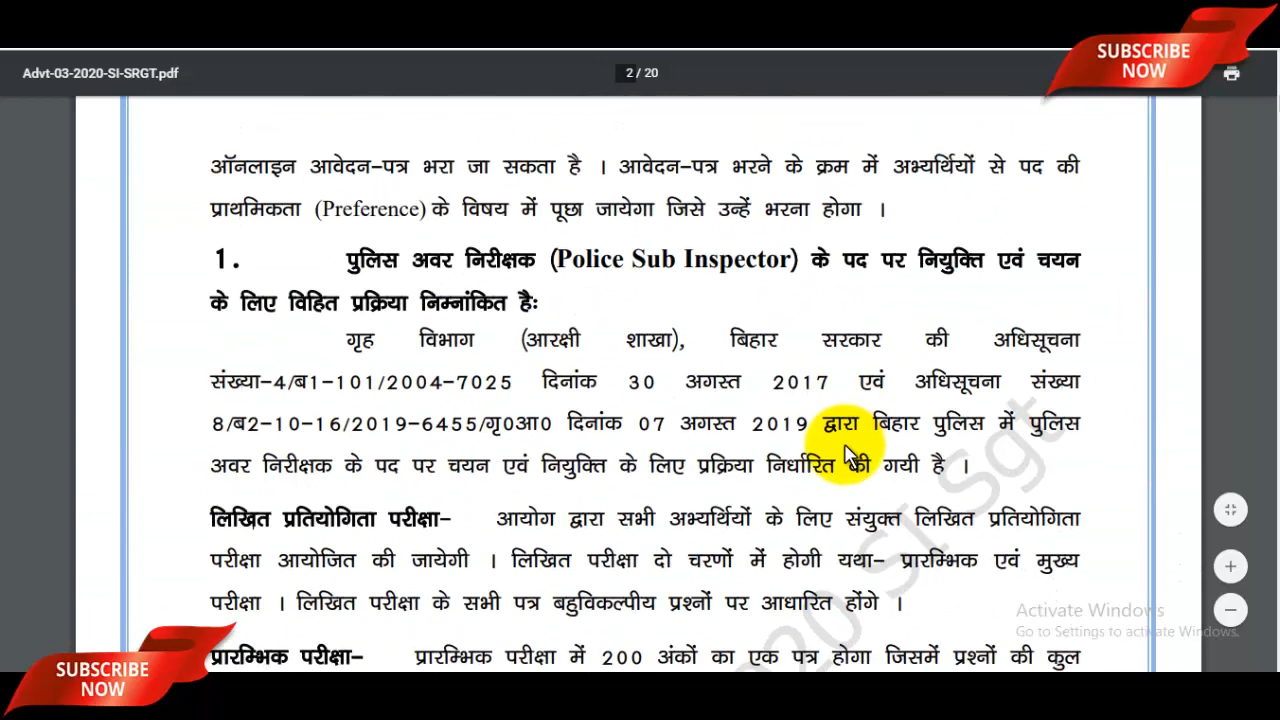 SUBSCRIBE
NOW
Advt-03-2020-SI-SRGT.pdf
2 / 20
ऑनलाइन आवेदन-पत्र भरा जा सकता है । आवेदन-पत्र भरने के क्रम में अभ्यर्थियों से पद की
प्राथमिकता (Preference) के विषय में पूछा जायेगा जिसे उन्हें भरना होगा ।
1. पुलिस अवर निरीक्षक (Police Sub Inspector) के पद पर नियुक्ति एवं चयन
के लिए विहित प्रक्रिया निम्नांकित है:
गृह विभाग (आरक्षी शाखा), बिहार सरकार की अधिसूचना
संख्या-4/ब1-101/2004-7025 दिनांक 30 अगस्त 2017 एवं अधिसूचना संख्या
8/ब2-10-16/2019-6455/गृ0आ0 दिनांक 07 अगस्त 2019 द्वारा बिहार पुलिस में पुलिस
अवर निरीक्षक के पद पर चयन एवं नियुक्ति के लिए प्रक्रिया निर्धारित की गयी है ।
लिखित प्रतियोगिता परीक्षा- आयोग द्वारा सभी अभ्यर्थियों के लिए संयुक्त लिखित प्रतियोगिता
परीक्षा आयोजित की जायेगी । लिखित परीक्षा दो चरणों में होगी यथा- प्रारम्भिक एवं मुख्य
परीक्षा । लिखित परीक्षा के सभी पत्र बहुविकल्पीय प्रश्नों पर आधारित होंगे ।
प्रारम्भिक परीक्षा- प्रारम्भिक परीक्षा में 200 अंकों का एक पत्र होगा जिसमें प्रश्नों की कुल
2020 SI Sgt
Activate Windows
Go to Settings to activate Windows.
SUBSCRIBE
NOW